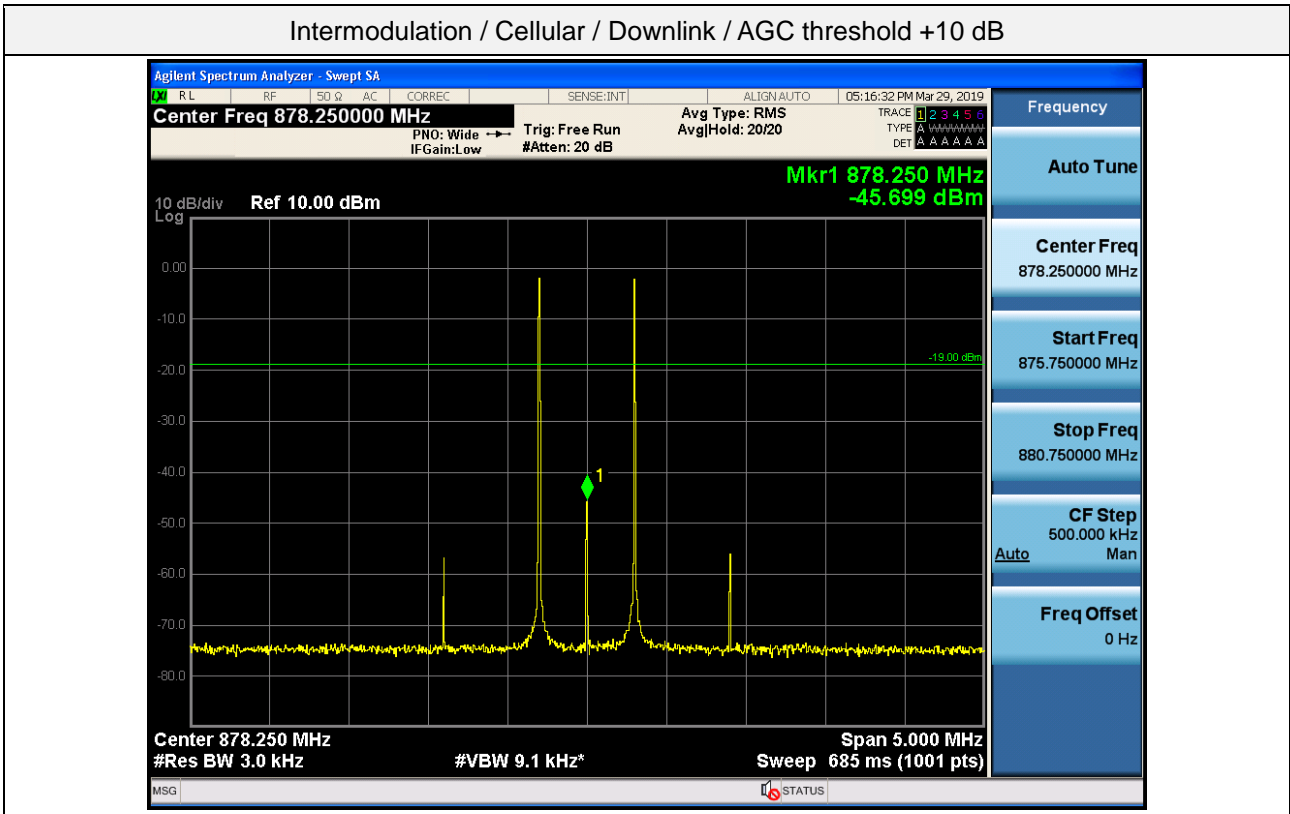 Intermodulation / Cellular / Downlink / AGC threshold +10 dB
Agilent Spectrum Analyzer - Swept SA
LXI RL RF 50 Ω AC CORREC SENSE:INT ALIGN AUTO 05:16:32 PM Mar 29, 2019
Center Freq 878.250000 MHz
PNO: Wide
IFGain:Low
Trig: Free Run
#Atten: 20 dB
Avg Type: RMS
Avg|Hold: 20/20
TRACE 1 2 3 4 5 6
TYPE A WWWWW
DET A A A A A A
Mkr1 878.250 MHz
-45.699 dBm
10 dB/div Ref 10.00 dBm
Log
0.00
-10.0
-19.00 dBm
-20.0
-30.0
-40.0
1
-50.0
-60.0
-70.0
-80.0
Center 878.250 MHz Span 5.000 MHz
#Res BW 3.0 kHz #VBW 9.1 kHz* Sweep 685 ms (1001 pts)
MSG STATUS
Frequency
Auto Tune
Center Freq
878.250000 MHz
Start Freq
875.750000 MHz
Stop Freq
880.750000 MHz
CF Step
500.000 kHz
Auto Man
Freq Offset
0 Hz